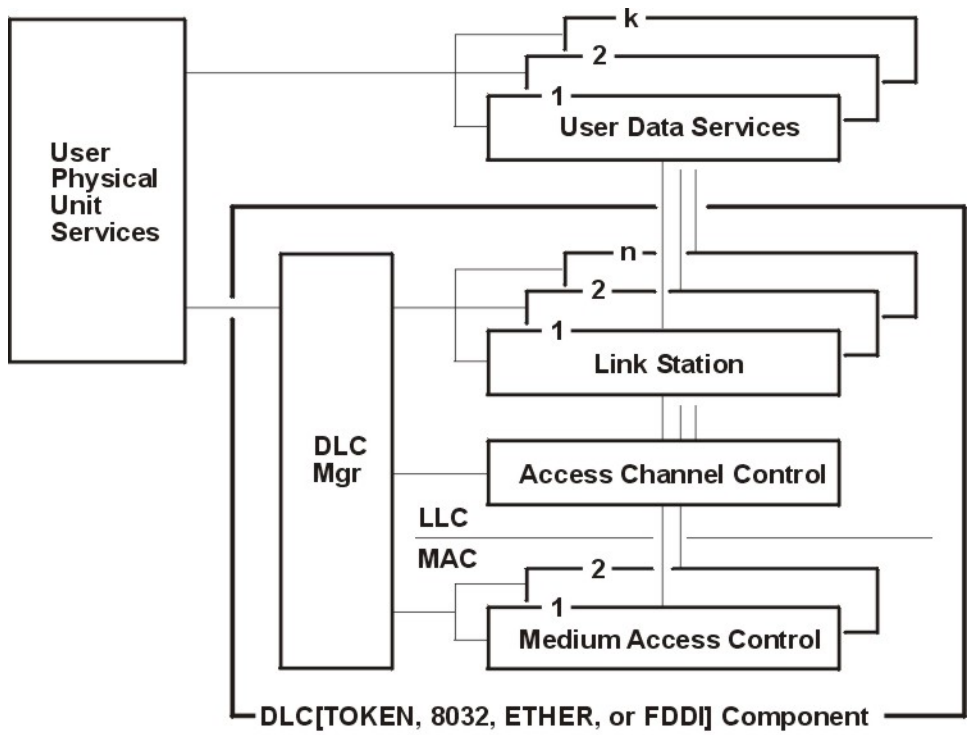 k
2
1
User Data Services
User
Physical
Unit
Services
n
2
1
Link Station
DLC
Mgr
Access Channel Control
LLC
MAC
2
1
Medium Access Control
DLC[TOKEN, 8032, ETHER, or FDDI] Component